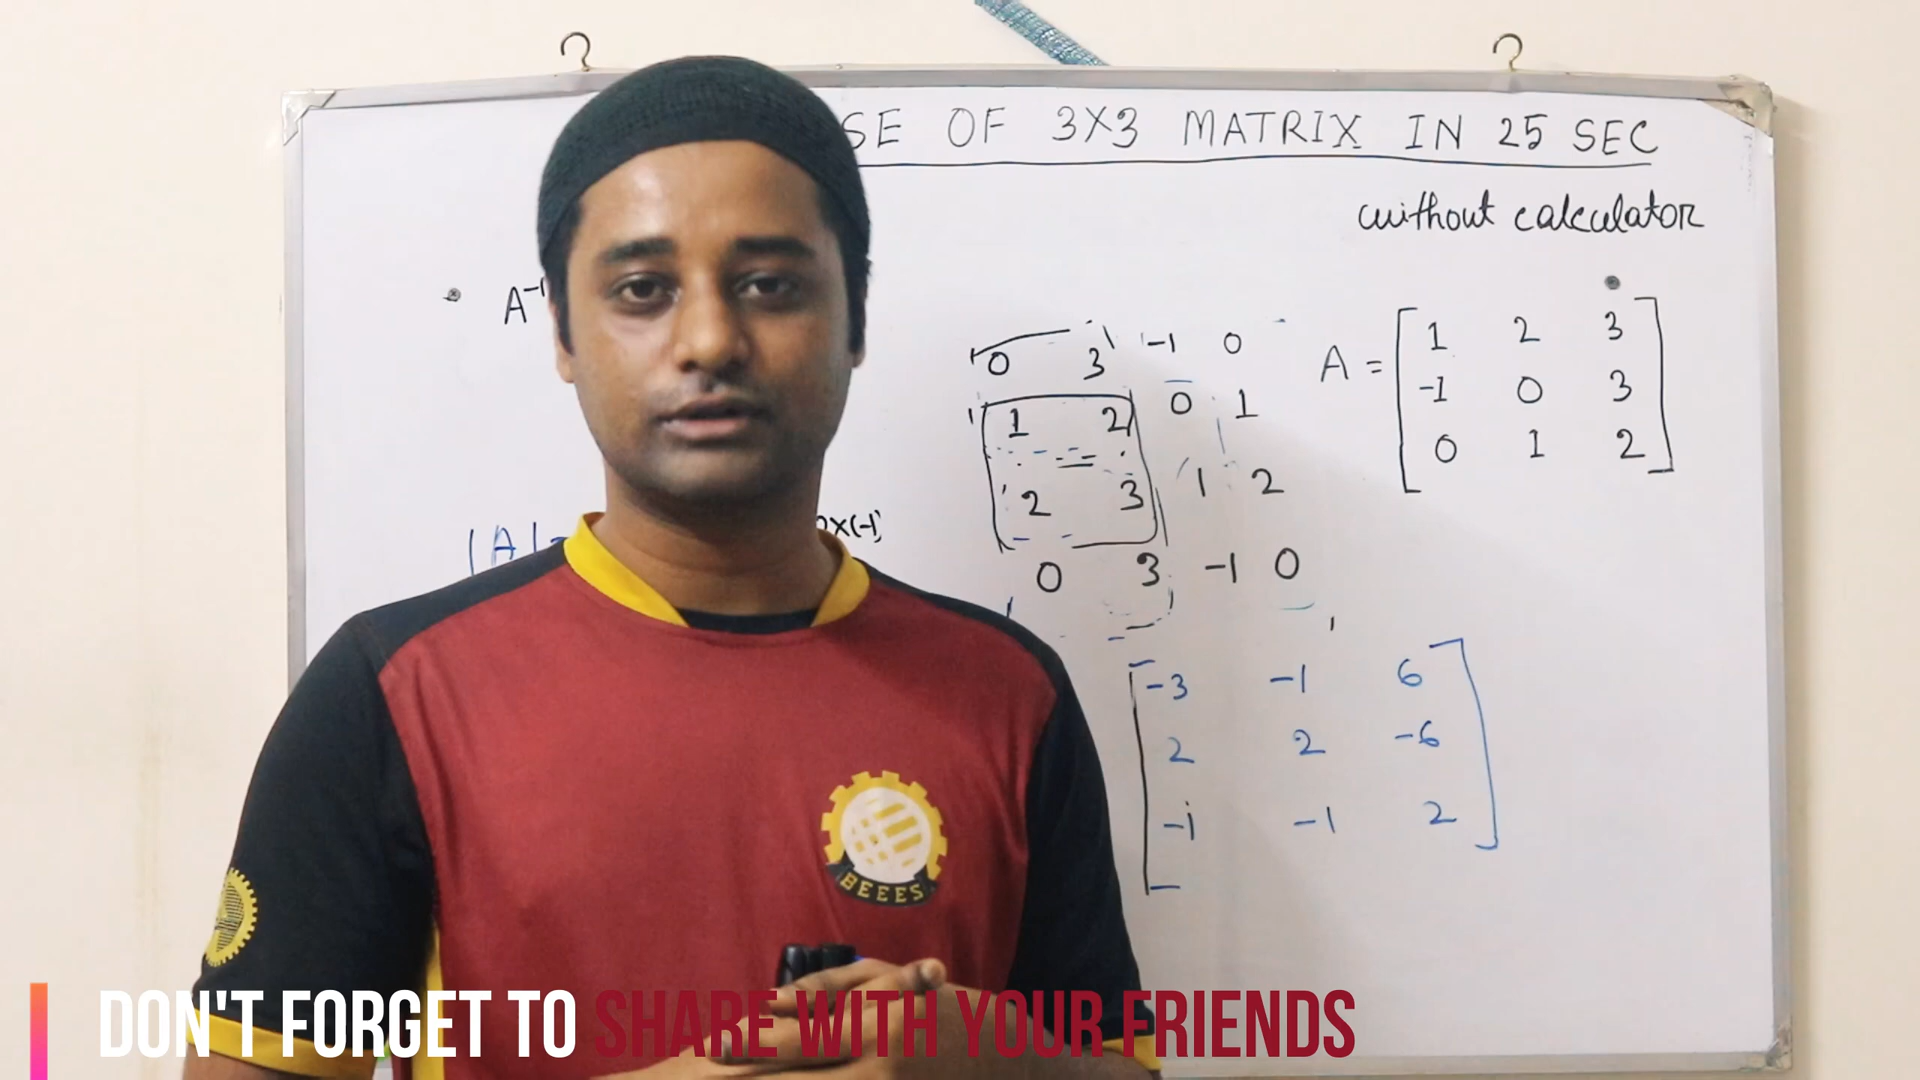 SE OF 3X3 MATRIX IN 25 SEC
without calculator
A⁻¹
0 3 -1 0
1 2 0 1
2 3 1 2
0 3 -1 0
A =
1 2 3
-1 0 3
0 1 2
|A| =
x(-1)
-3 -1 6
2 2 -6
-1 -1 2
BEEES
DON'T FORGET TO SHARE WITH YOUR FRIENDS